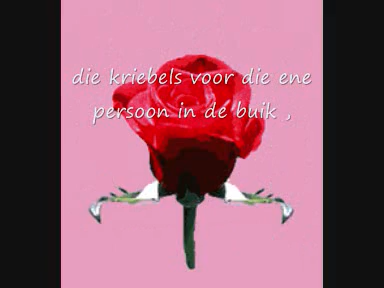 die kriebels voor die ene
persoon in de buik ,